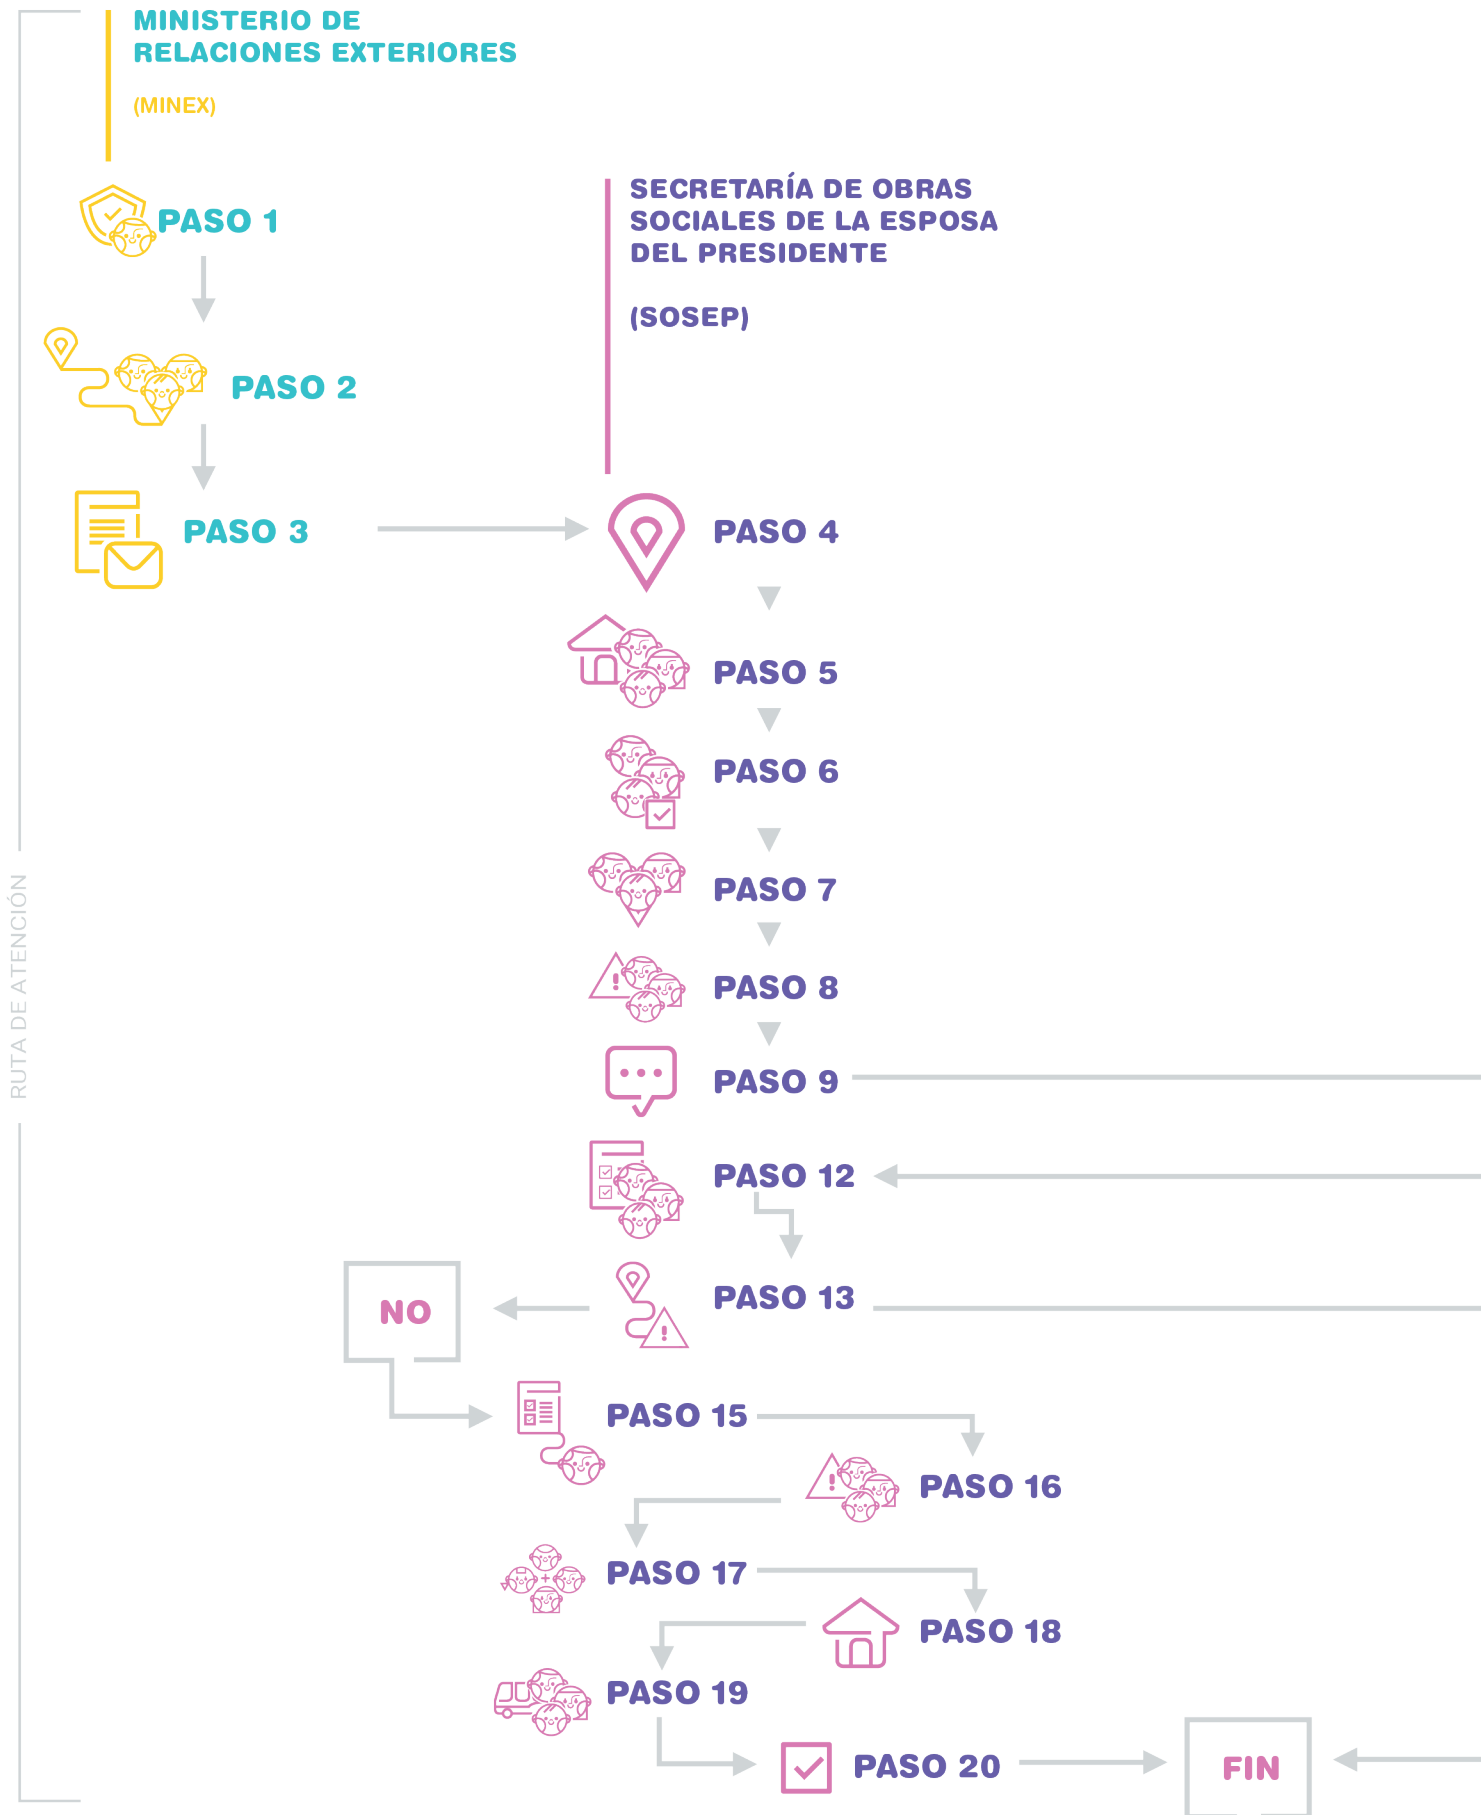 MINISTERIO DE
RELACIONES EXTERIORES
(MINEX)
PASO 1
PASO 2
PASO 3
SECRETARÍA DE OBRAS
SOCIALES DE LA ESPOSA
DEL PRESIDENTE
(SOSEP)
PASO 4
PASO 5
PASO 6
PASO 7
PASO 8
PASO 9
PASO 12
PASO 13
NO
PASO 15
PASO 16
PASO 17
PASO 18
PASO 19
PASO 20
FIN
RUTA DE ATENCIÓN